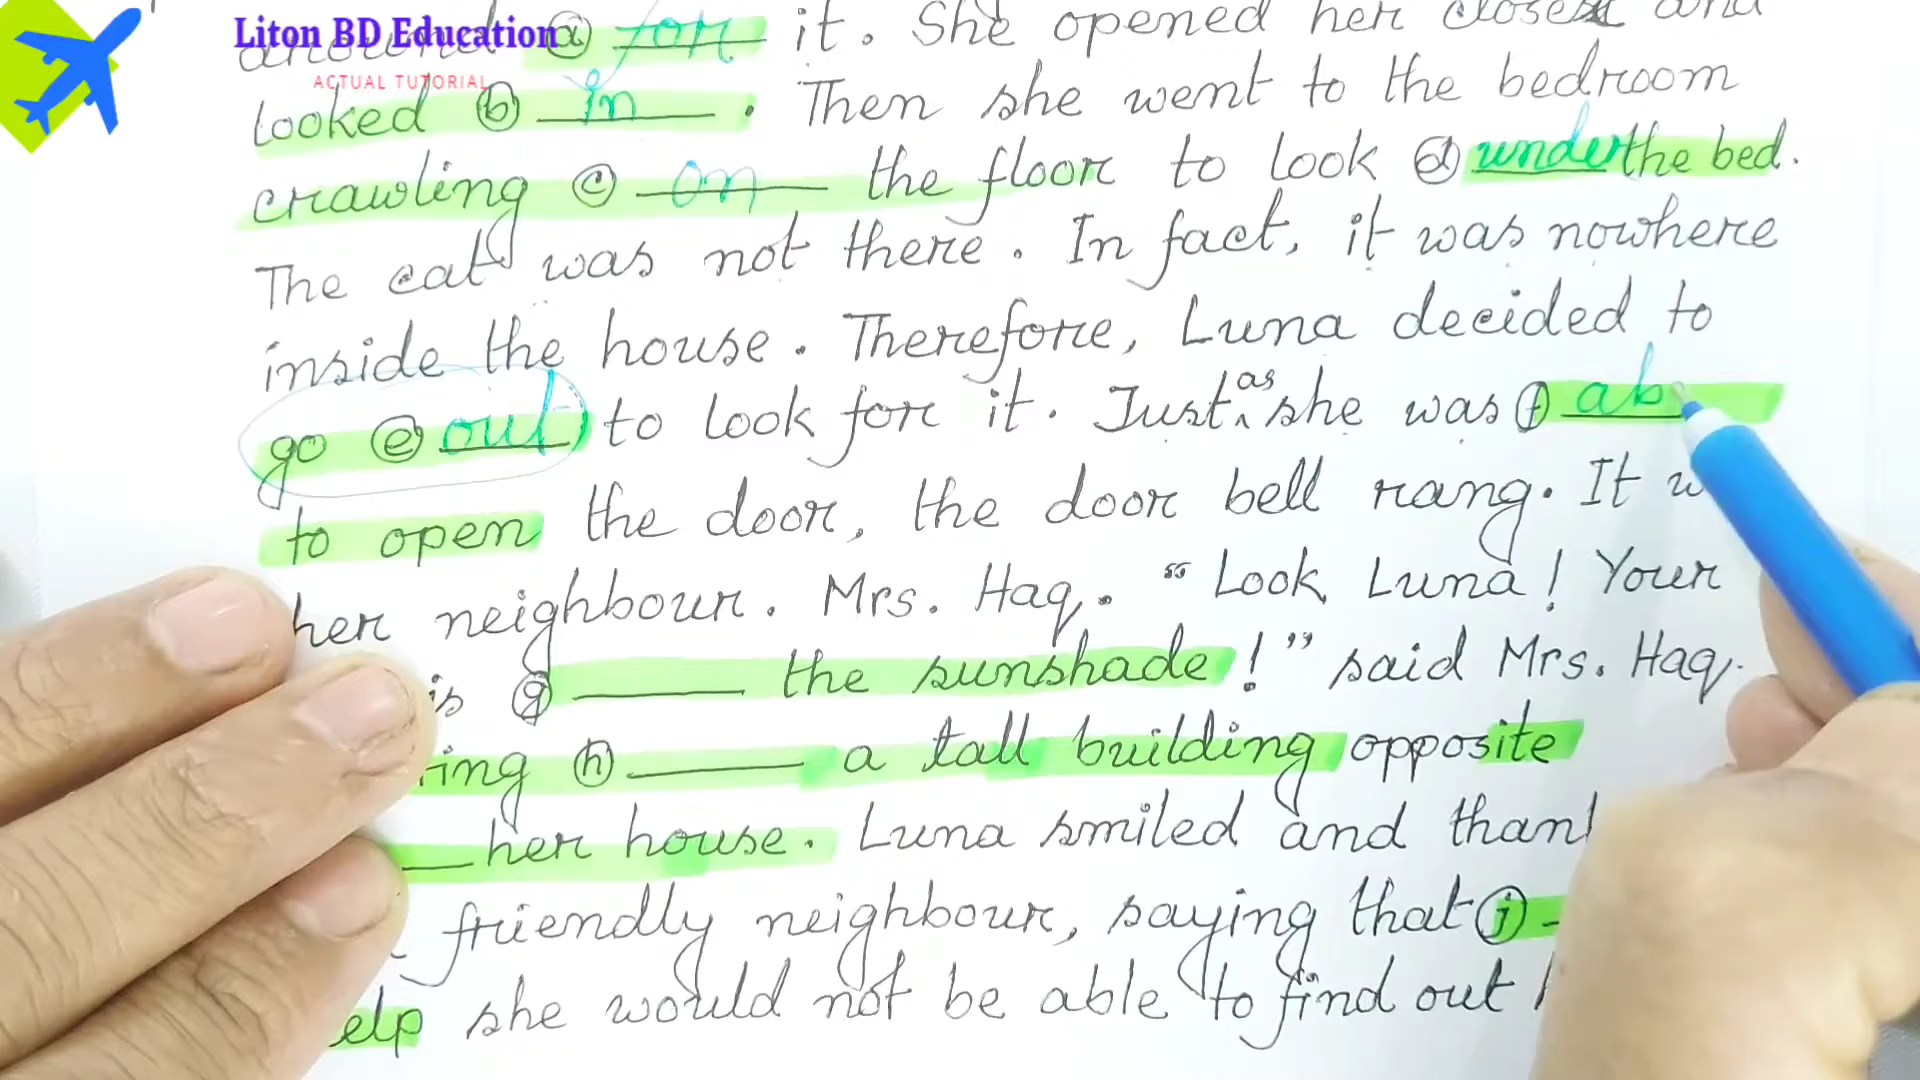 Liton BD Education
ACTUAL TUTORIAL
around (a) for it. She opened her closet and
looked (b) in . Then she went to the bedroom
crawling (c) on the floor to look (d) under the bed.
The cat was not there. In fact, it was nowhere
inside the house. Therefore, Luna decided to
go (e) out to look for it. Just as she was (f) ab
to open the door, the door bell rang. It w
her neighbour. Mrs. Haq. "Look Luna! Your
is (g) ____ the sunshade!" said Mrs. Haq.
ing (h) ____ a tall building opposite
__ her house. Luna smiled and than
friendly neighbour, saying that (j) _
elp she would not be able to find out